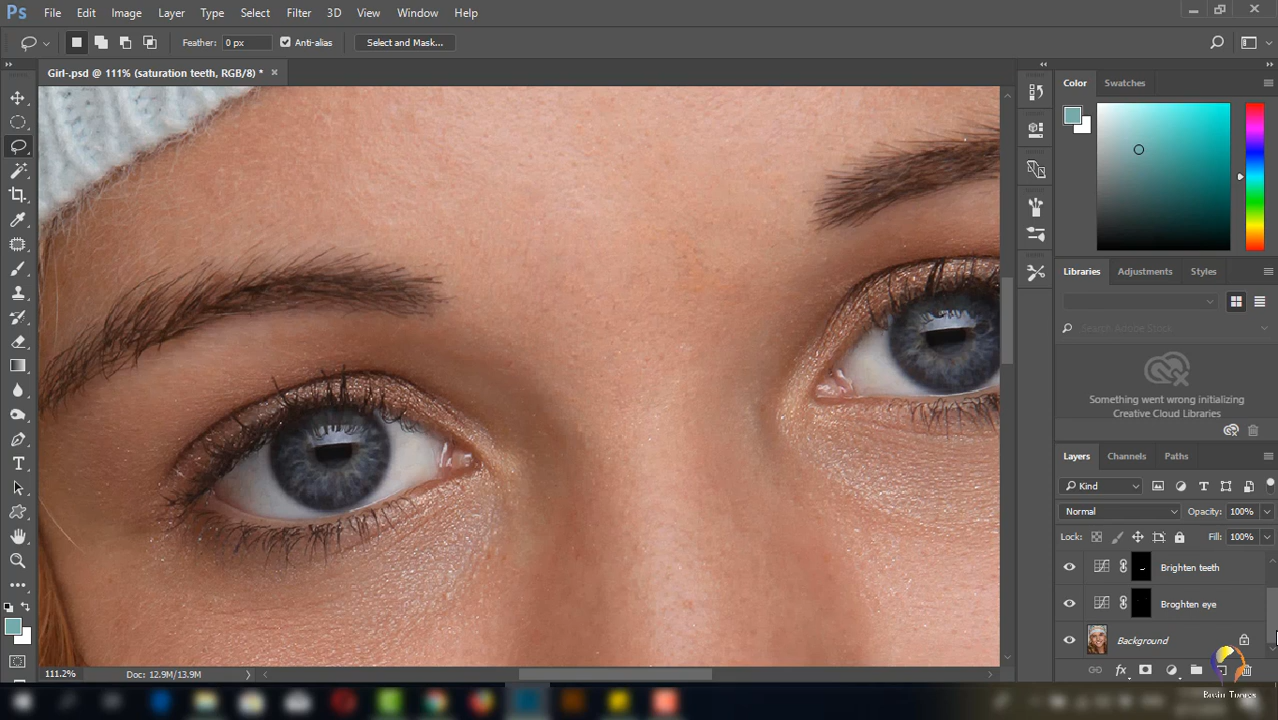 Ps File Edit Image Layer Type Select Filter 3D View Window Help
Feather: 0 px Anti-alias Select and Mask...
Girl-.psd @ 111% (saturation teeth, RGB/8) * ×
Color Swatches
Libraries Adjustments Styles
Search Adobe Stock
Something went wrong initializing
Creative Cloud Libraries
Layers Channels Paths
Kind
Normal Opacity: 100%
Lock: Fill: 100%
Brighten teeth
Broghten eye
Background
111.2% Doc: 12.9M/13.9M